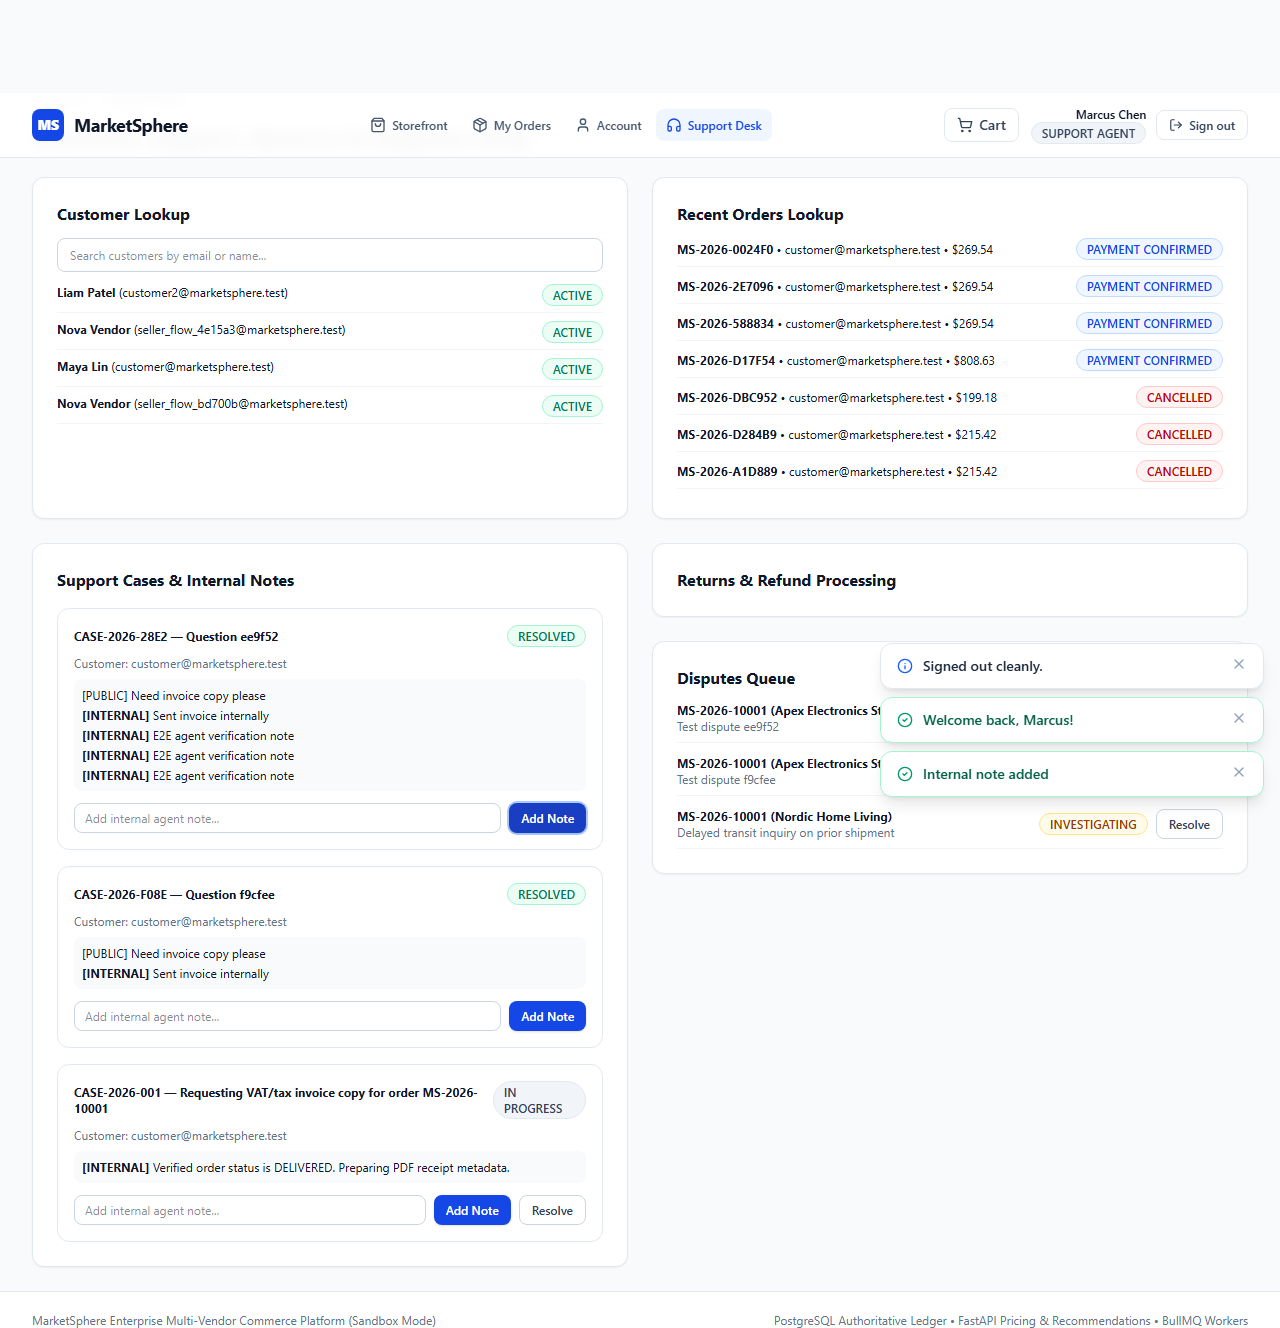 MS MarketSphere
Storefront
My Orders
Account
Support Desk
Cart
Marcus Chen
SUPPORT AGENT
Sign out
Customer Lookup
Search customers by email or name...
Liam Patel (customer2@marketsphere.test) ACTIVE
Nova Vendor (seller_flow_4e15a3@marketsphere.test) ACTIVE
Maya Lin (customer@marketsphere.test) ACTIVE
Nova Vendor (seller_flow_bd700b@marketsphere.test) ACTIVE
Recent Orders Lookup
MS-2026-0024F0 • customer@marketsphere.test • $269.54 PAYMENT CONFIRMED
MS-2026-2E7096 • customer@marketsphere.test • $269.54 PAYMENT CONFIRMED
MS-2026-588834 • customer@marketsphere.test • $269.54 PAYMENT CONFIRMED
MS-2026-D17F54 • customer@marketsphere.test • $808.63 PAYMENT CONFIRMED
MS-2026-DBC952 • customer@marketsphere.test • $199.18 CANCELLED
MS-2026-D284B9 • customer@marketsphere.test • $215.42 CANCELLED
MS-2026-A1D889 • customer@marketsphere.test • $215.42 CANCELLED
Support Cases & Internal Notes
CASE-2026-28E2 — Question ee9f52 RESOLVED
Customer: customer@marketsphere.test
[PUBLIC] Need invoice copy please
[INTERNAL] Sent invoice internally
[INTERNAL] E2E agent verification note
[INTERNAL] E2E agent verification note
[INTERNAL] E2E agent verification note
Add internal agent note... Add Note
CASE-2026-F08E — Question f9cfee RESOLVED
Customer: customer@marketsphere.test
[PUBLIC] Need invoice copy please
[INTERNAL] Sent invoice internally
Add internal agent note... Add Note
CASE-2026-001 — Requesting VAT/tax invoice copy for order MS-2026-
10001
IN
PROGRESS
Customer: customer@marketsphere.test
[INTERNAL] Verified order status is DELIVERED. Preparing PDF receipt metadata.
Add internal agent note... Add Note Resolve
Returns & Refund Processing
Disputes Queue
MS-2026-10001 (Apex Electronics St
Test dispute ee9f52
MS-2026-10001 (Apex Electronics St
Test dispute f9cfee
MS-2026-10001 (Nordic Home Living)
Delayed transit inquiry on prior shipment
INVESTIGATING Resolve
Signed out cleanly.
Welcome back, Marcus!
Internal note added
MarketSphere Enterprise Multi-Vendor Commerce Platform (Sandbox Mode)
PostgreSQL Authoritative Ledger • FastAPI Pricing & Recommendations • BullMQ Workers